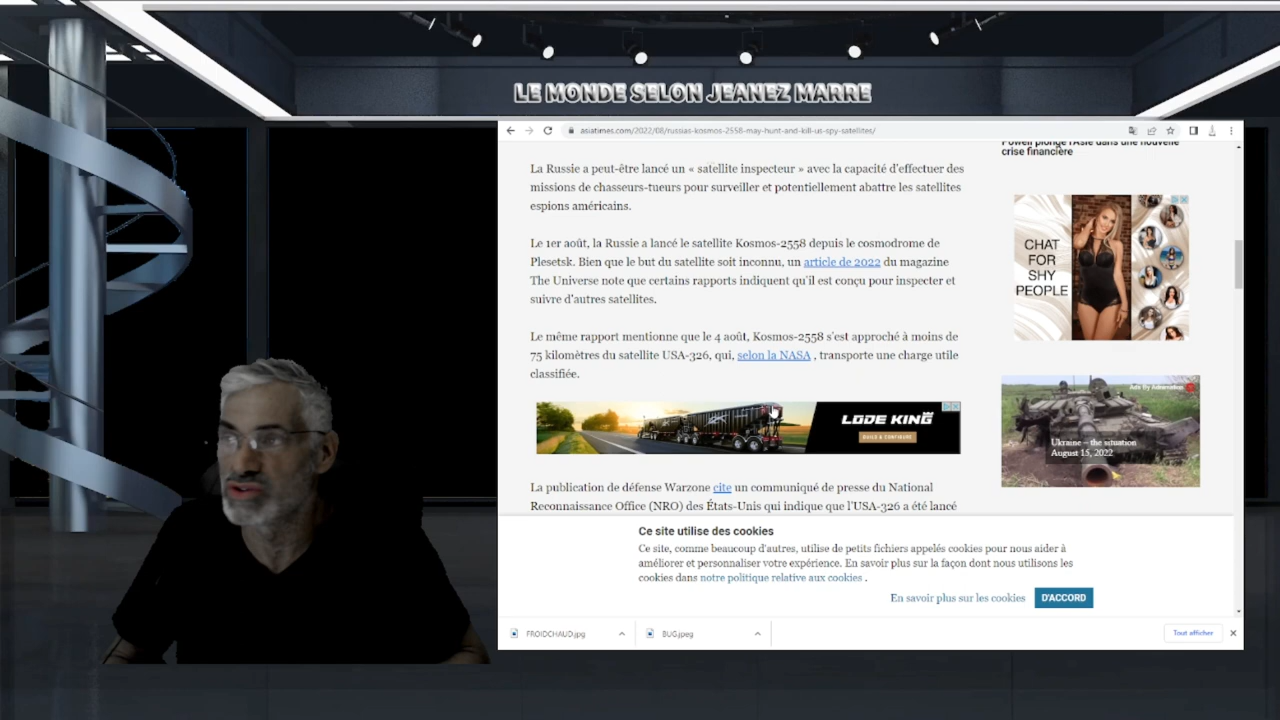 LE MONDE SELON JEANEZ MARRE
asiatimes.com/2022/08/russias-kosmos-2558-may-hunt-and-kill-us-spy-satellites/
La Russie a peut-être lancé un « satellite inspecteur » avec la capacité d'effectuer des
missions de chasseurs-tueurs pour surveiller et potentiellement abattre les satellites
espions américains.
Le 1er août, la Russie a lancé le satellite Kosmos-2558 depuis le cosmodrome de
Plesetsk. Bien que le but du satellite soit inconnu, un article de 2022 du magazine
The Universe note que certains rapports indiquent qu'il est conçu pour inspecter et
suivre d'autres satellites.
Le même rapport mentionne que le 4 août, Kosmos-2558 s'est approché à moins de
75 kilomètres du satellite USA-326, qui, selon la NASA , transporte une charge utile
classifiée.
LODE KING
BUILD & CONFIGURE
La publication de défense Warzone cite un communiqué de presse du National
Reconnaissance Office (NRO) des États-Unis qui indique que l'USA-326 a été lancé
Powell plonge l'Asie dans une nouvelle
crise financière
CHAT
FOR
SHY
PEOPLE
Ads By Adrenalead
Ukraine – the situation
August 15, 2022
Ce site utilise des cookies
Ce site, comme beaucoup d'autres, utilise de petits fichiers appelés cookies pour nous aider à
améliorer et personnaliser votre expérience. En savoir plus sur la façon dont nous utilisons les
cookies dans notre politique relative aux cookies .
En savoir plus sur les cookies
D'ACCORD
FROIDCHAUD.jpg
BUG.jpeg
Tout afficher